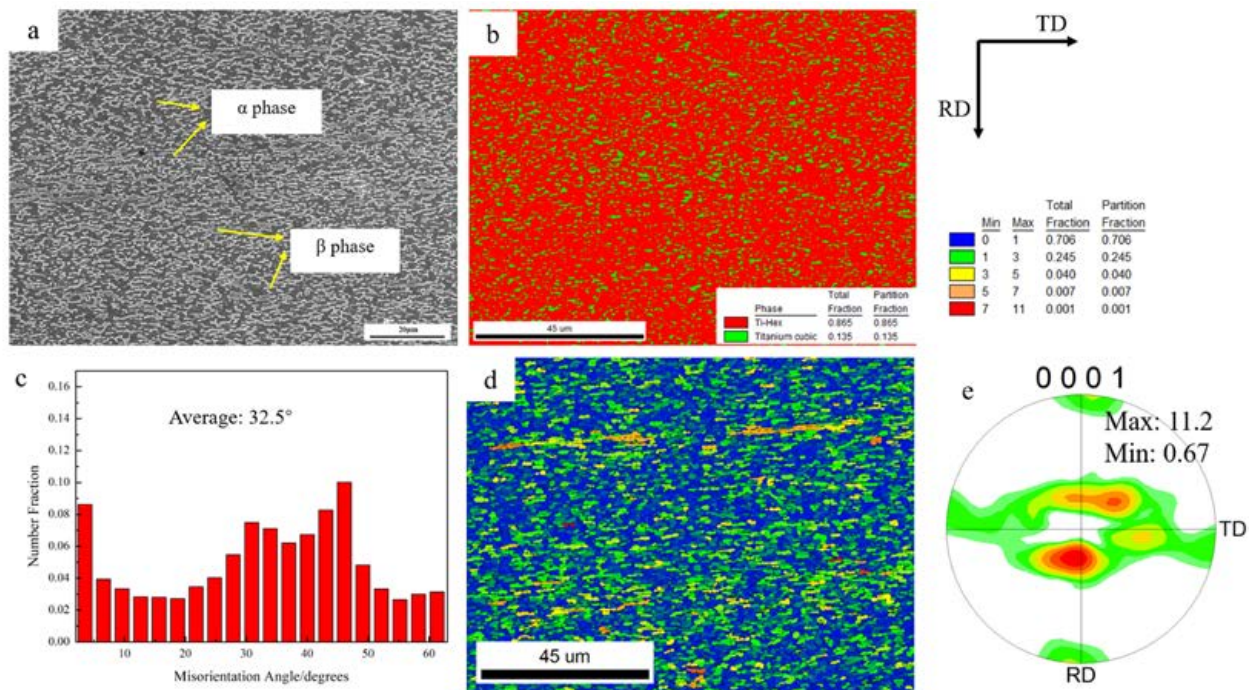 a
α phase
β phase
20μm
b
45 um
Total Partition
Phase Fraction Fraction
Ti-Hex 0.865 0.865
Titanium cubic 0.135 0.135
TD
RD
Total Partition
Min Max Fraction Fraction
0 1 0.706 0.706
1 3 0.245 0.245
3 5 0.040 0.040
5 7 0.007 0.007
7 11 0.001 0.001
c
Average: 32.5°
Number Fraction
0.16
0.14
0.12
0.10
0.08
0.06
0.04
0.02
0.00
10 20 30 40 50 60
Misorientation Angle/degrees
d
45 um
e
0 0 0 1
Max: 11.2
Min: 0.67
TD
RD